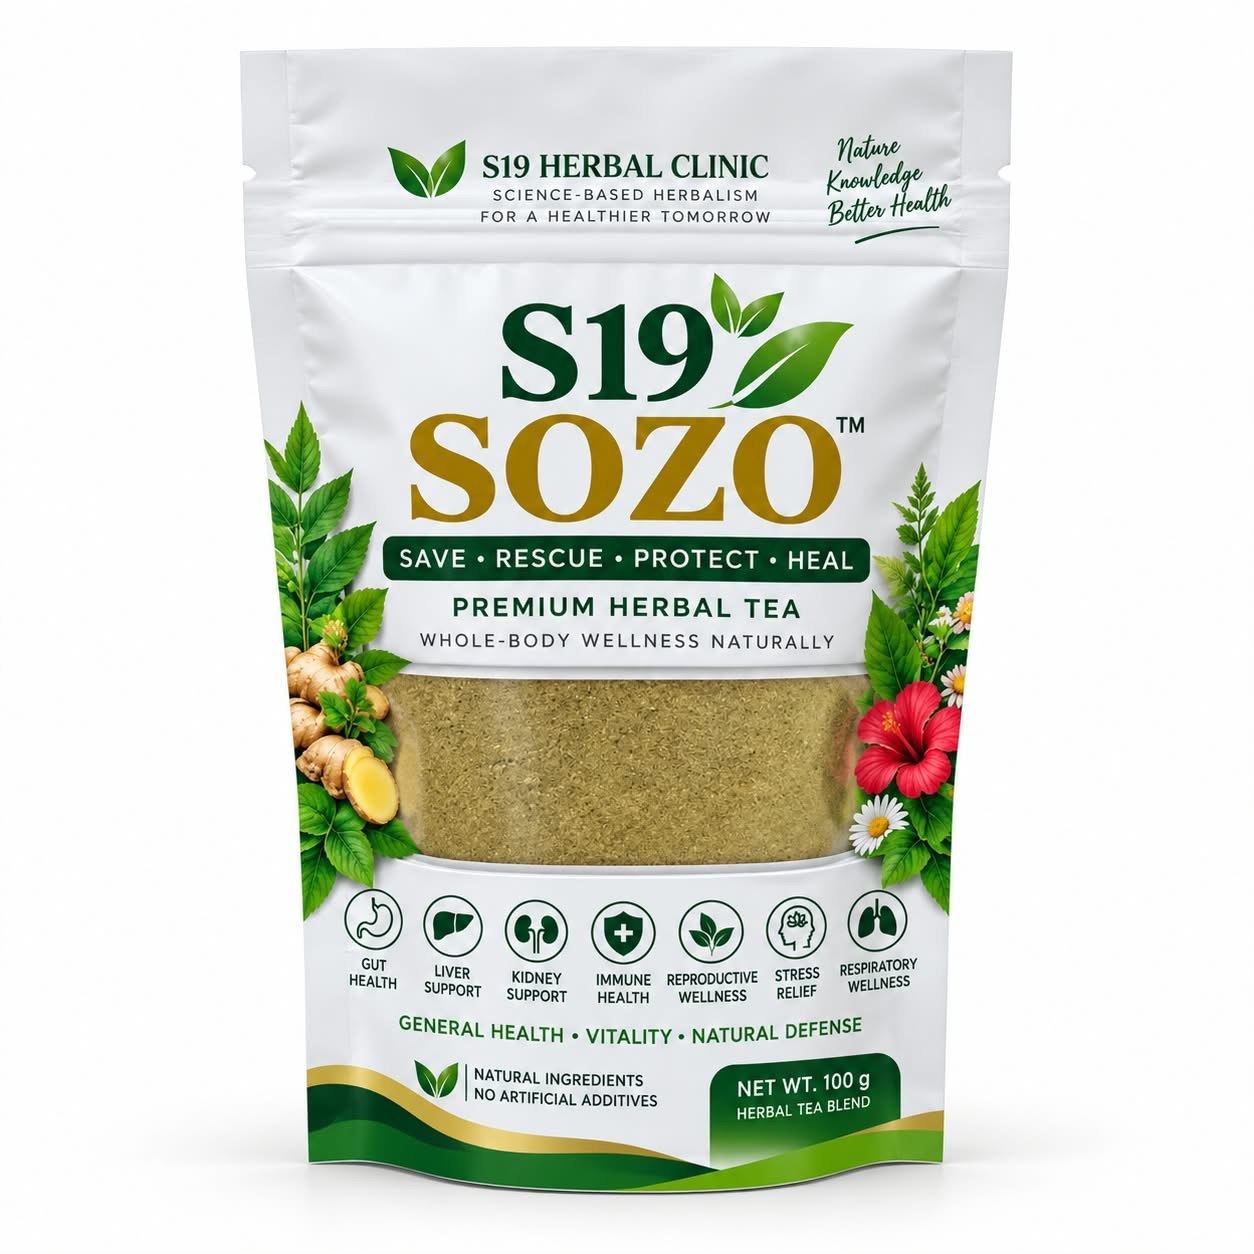 S19 HERBAL CLINIC
SCIENCE-BASED HERBALISM
FOR A HEALTHIER TOMORROW
Nature
Knowledge
Better Health
S19
SOZO™
SAVE • RESCUE • PROTECT • HEAL
PREMIUM HERBAL TEA
WHOLE-BODY WELLNESS NATURALLY
GUT
HEALTH
LIVER
SUPPORT
KIDNEY
SUPPORT
IMMUNE
HEALTH
REPRODUCTIVE
WELLNESS
STRESS
RELIEF
RESPIRATORY
WELLNESS
GENERAL HEALTH • VITALITY • NATURAL DEFENSE
NATURAL INGREDIENTS
NO ARTIFICIAL ADDITIVES
NET WT. 100 g
HERBAL TEA BLEND